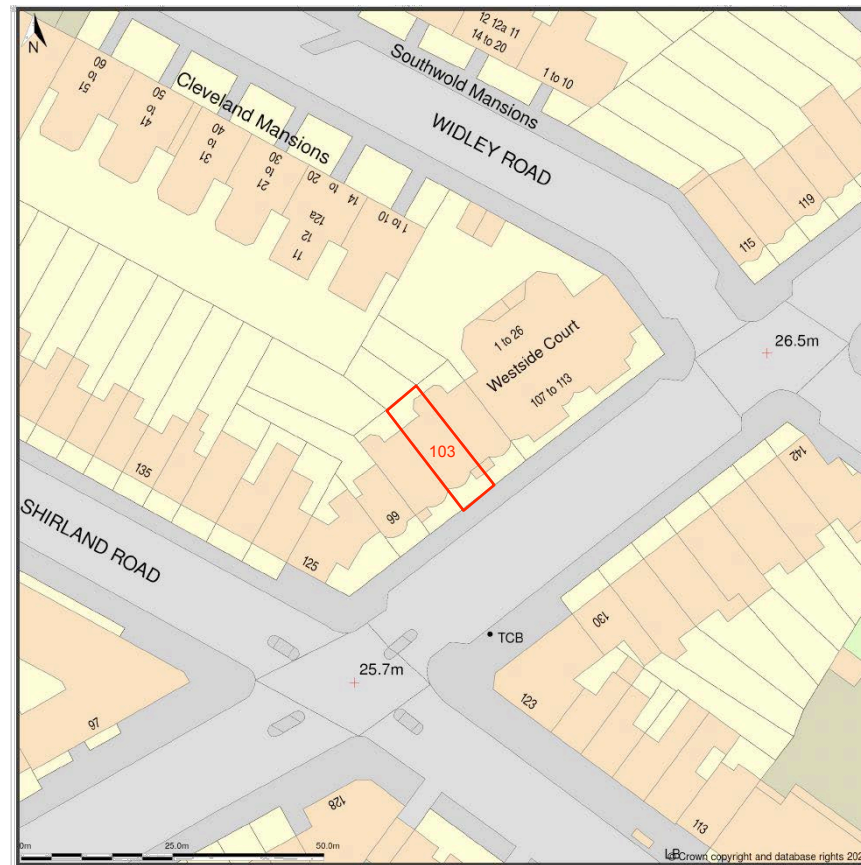 N
12 12a 11
14 to 20
1 to 10
Southwold Mansions
WIDLEY ROAD
Cleveland Mansions
51 to 60
41 to 50
31 to 40
21 to 30
11 12 12a 14 to 20
1 to 10
115
119
1 to 26
Westside Court
107 to 113
26.5m
103
99
135
125
SHIRLAND ROAD
142
130
TCB
25.7m
123
97
128
113
LB
0m
25.0m
50.0m
© Crown copyright and database rights 202